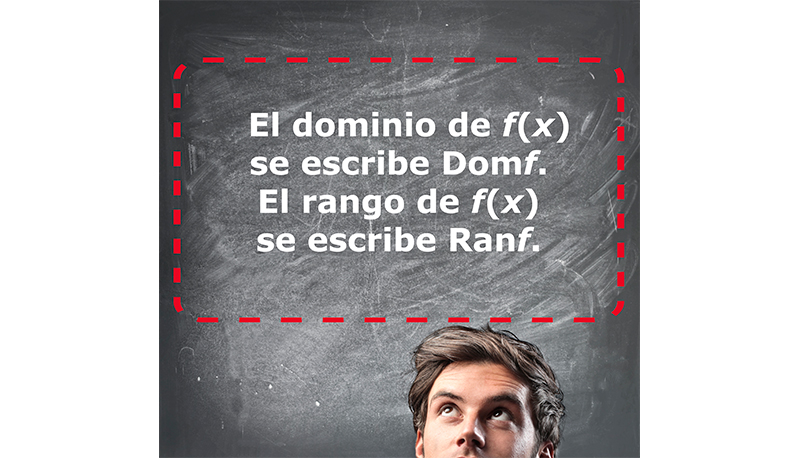 El dominio de f(x)
se escribe Domf.
El rango de f(x)
se escribe Ranf.